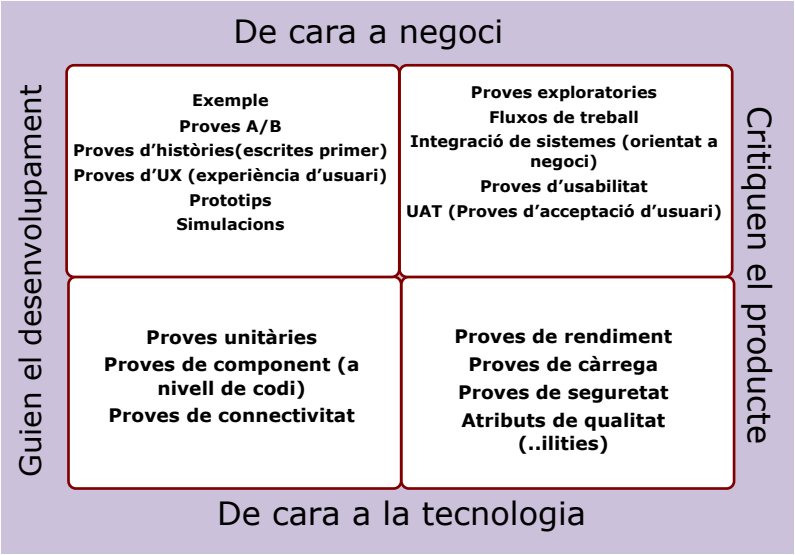 De cara a negoci
Guien el desenvolupament
Exemple
Proves A/B
Proves d’històries(escrites primer)
Proves d’UX (experiència d’usuari)
Prototips
Simulacions
Proves exploratories
Fluxos de treball
Integració de sistemes (orientat a
negoci)
Proves d’usabilitat
UAT (Proves d’acceptació d’usuari)
Critiquen el producte
Proves unitàries
Proves de component (a
nivell de codi)
Proves de connectivitat
Proves de rendiment
Proves de càrrega
Proves de seguretat
Atributs de qualitat
(..ilities)
De cara a la tecnologia